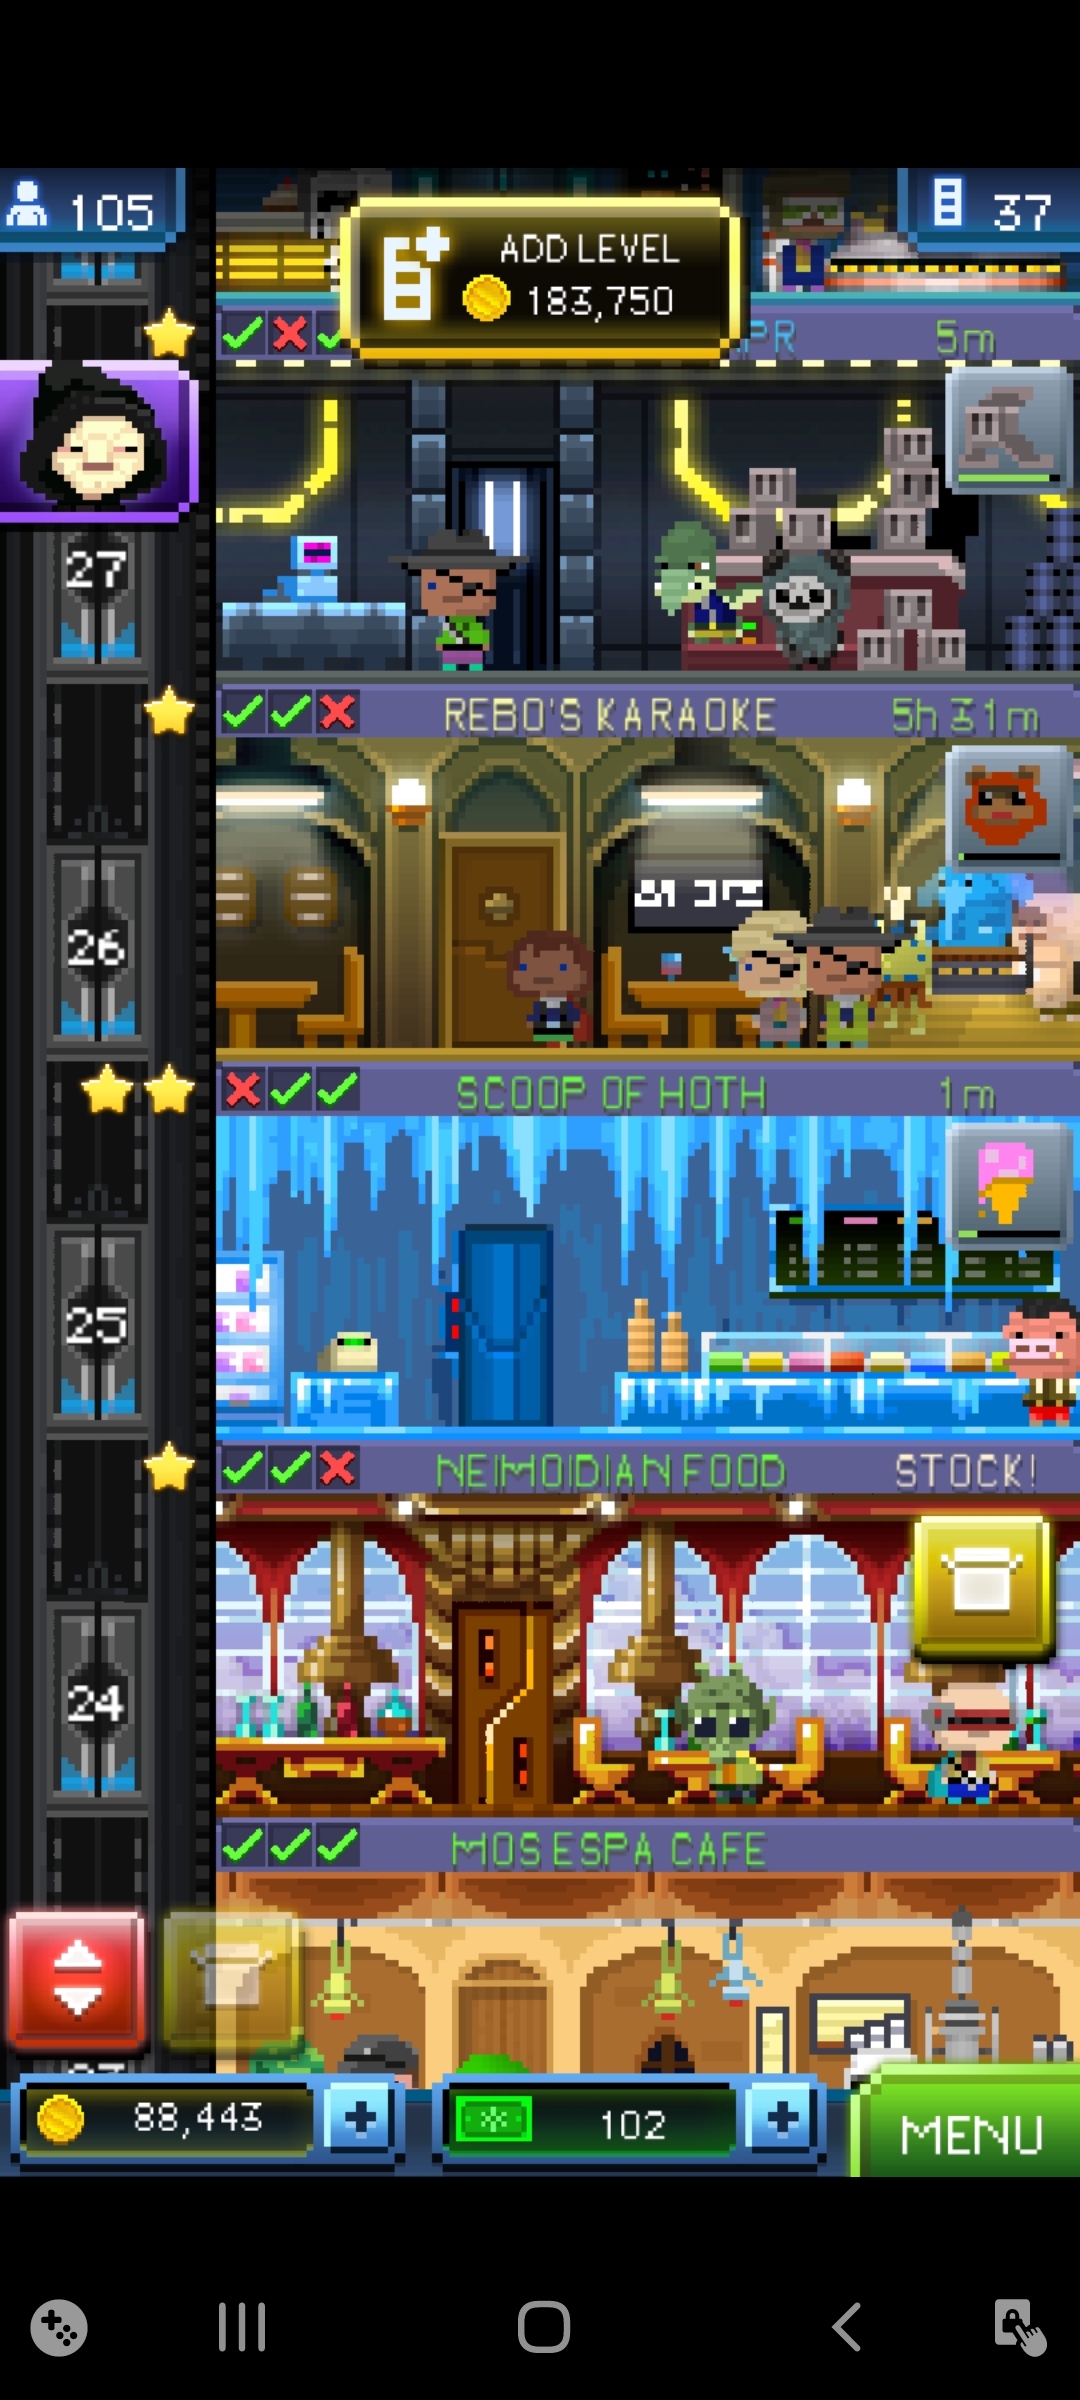 105
37
ADD LEVEL
183,750
5m
27
REBO'S KARAOKE 5h 31m
26
SCOOP OF HOTH 1m
25
NEIMOIDIAN FOOD STOCK!
24
MOS ESPA CAFE
88,443
102
MENU